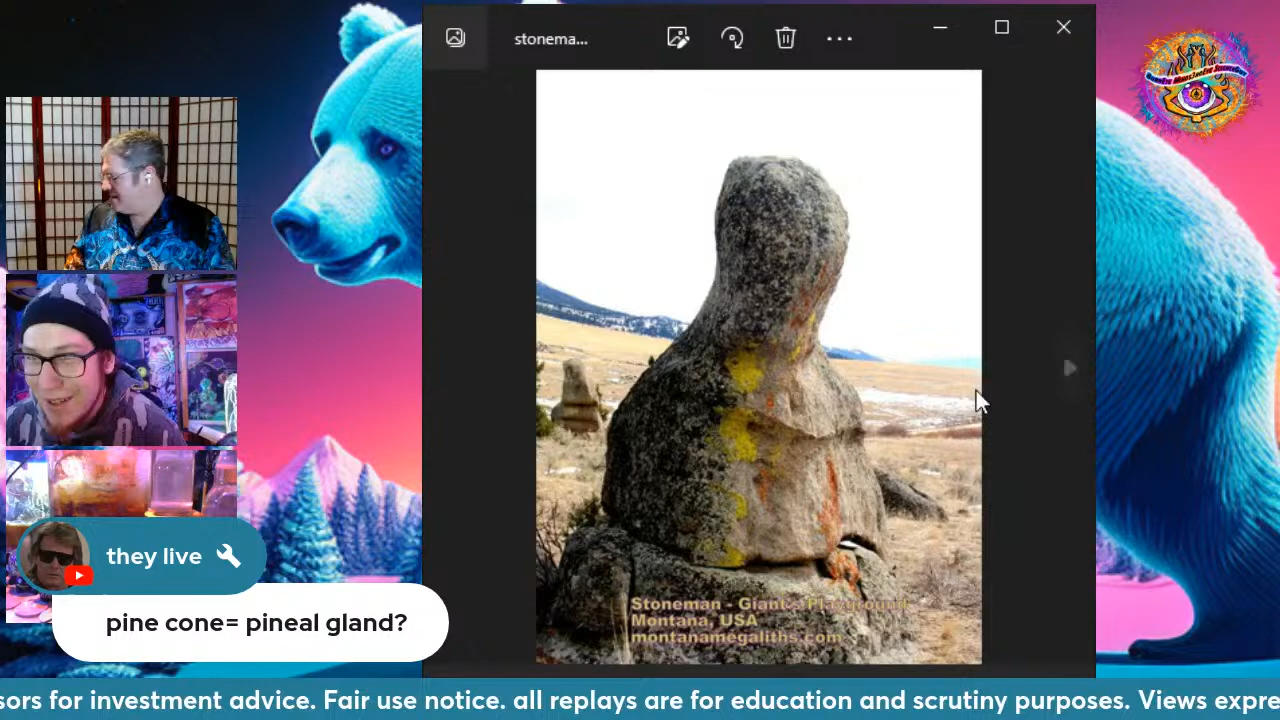 stonema...
Stoneman - Giant's Playground
Montana, USA
montanamegaliths.com
they live
pine cone= pineal gland?
sors for investment advice. Fair use notice. all replays are for education and scrutiny purposes. Views expre